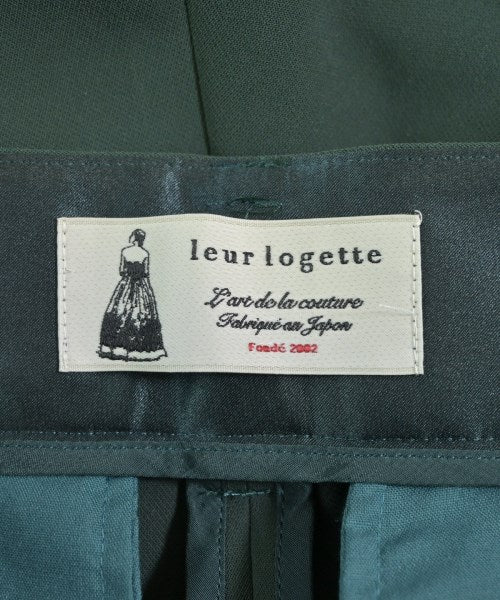 leur logette
L'art de la couture
Fabriqué au Japon
Fondé 2002